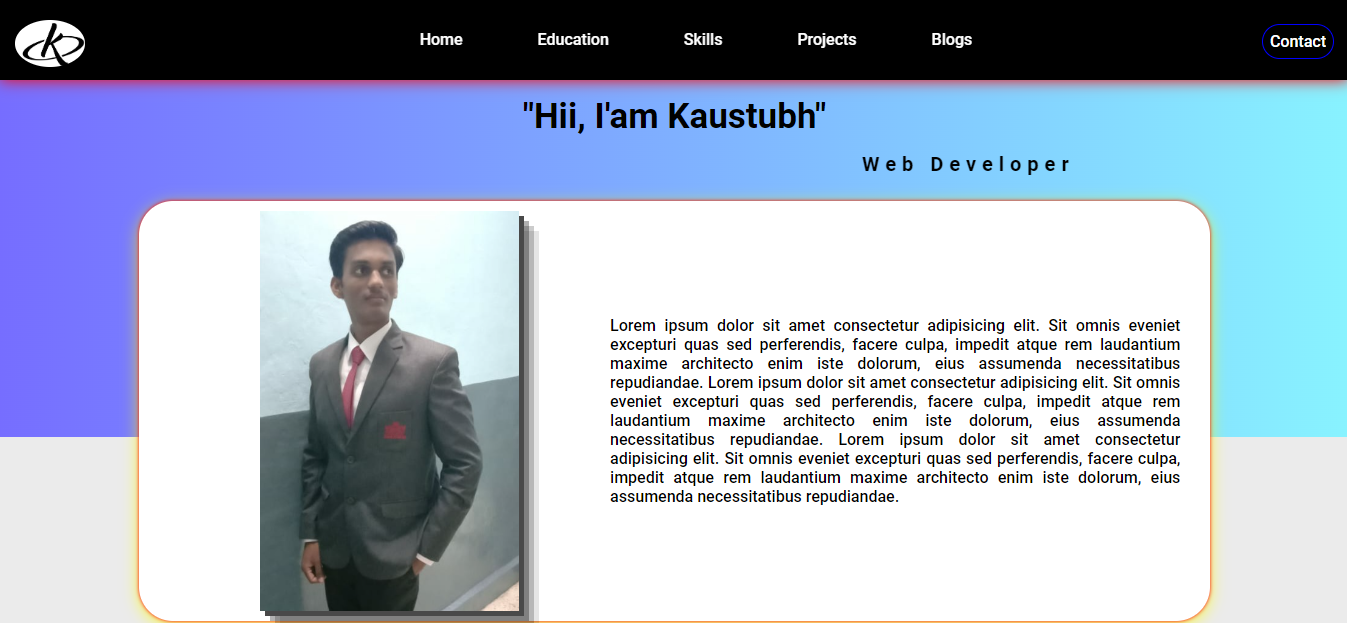 k
Home Education Skills Projects Blogs Contact
"Hii, I'am Kaustubh"
Web Developer
Lorem ipsum dolor sit amet consectetur adipisicing elit. Sit omnis eveniet
excepturi quas sed perferendis, facere culpa, impedit atque rem laudantium
maxime architecto enim iste dolorum, eius assumenda necessitatibus
repudiandae. Lorem ipsum dolor sit amet consectetur adipisicing elit. Sit omnis
eveniet excepturi quas sed perferendis, facere culpa, impedit atque rem
laudantium maxime architecto enim iste dolorum, eius assumenda
necessitatibus repudiandae. Lorem ipsum dolor sit amet consectetur
adipisicing elit. Sit omnis eveniet excepturi quas sed perferendis, facere culpa,
impedit atque rem laudantium maxime architecto enim iste dolorum, eius
assumenda necessitatibus repudiandae.